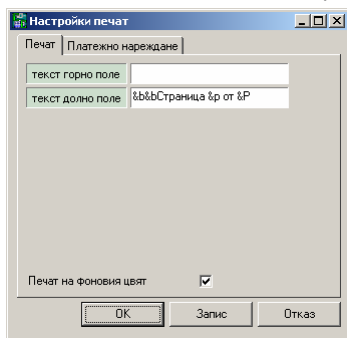 Настройки печат
Печат Платежно нареждане
текст горно поле
текст долно поле &b&bСтраница &p от &P
Печат на фоновия цвят
OK Запис Отказ